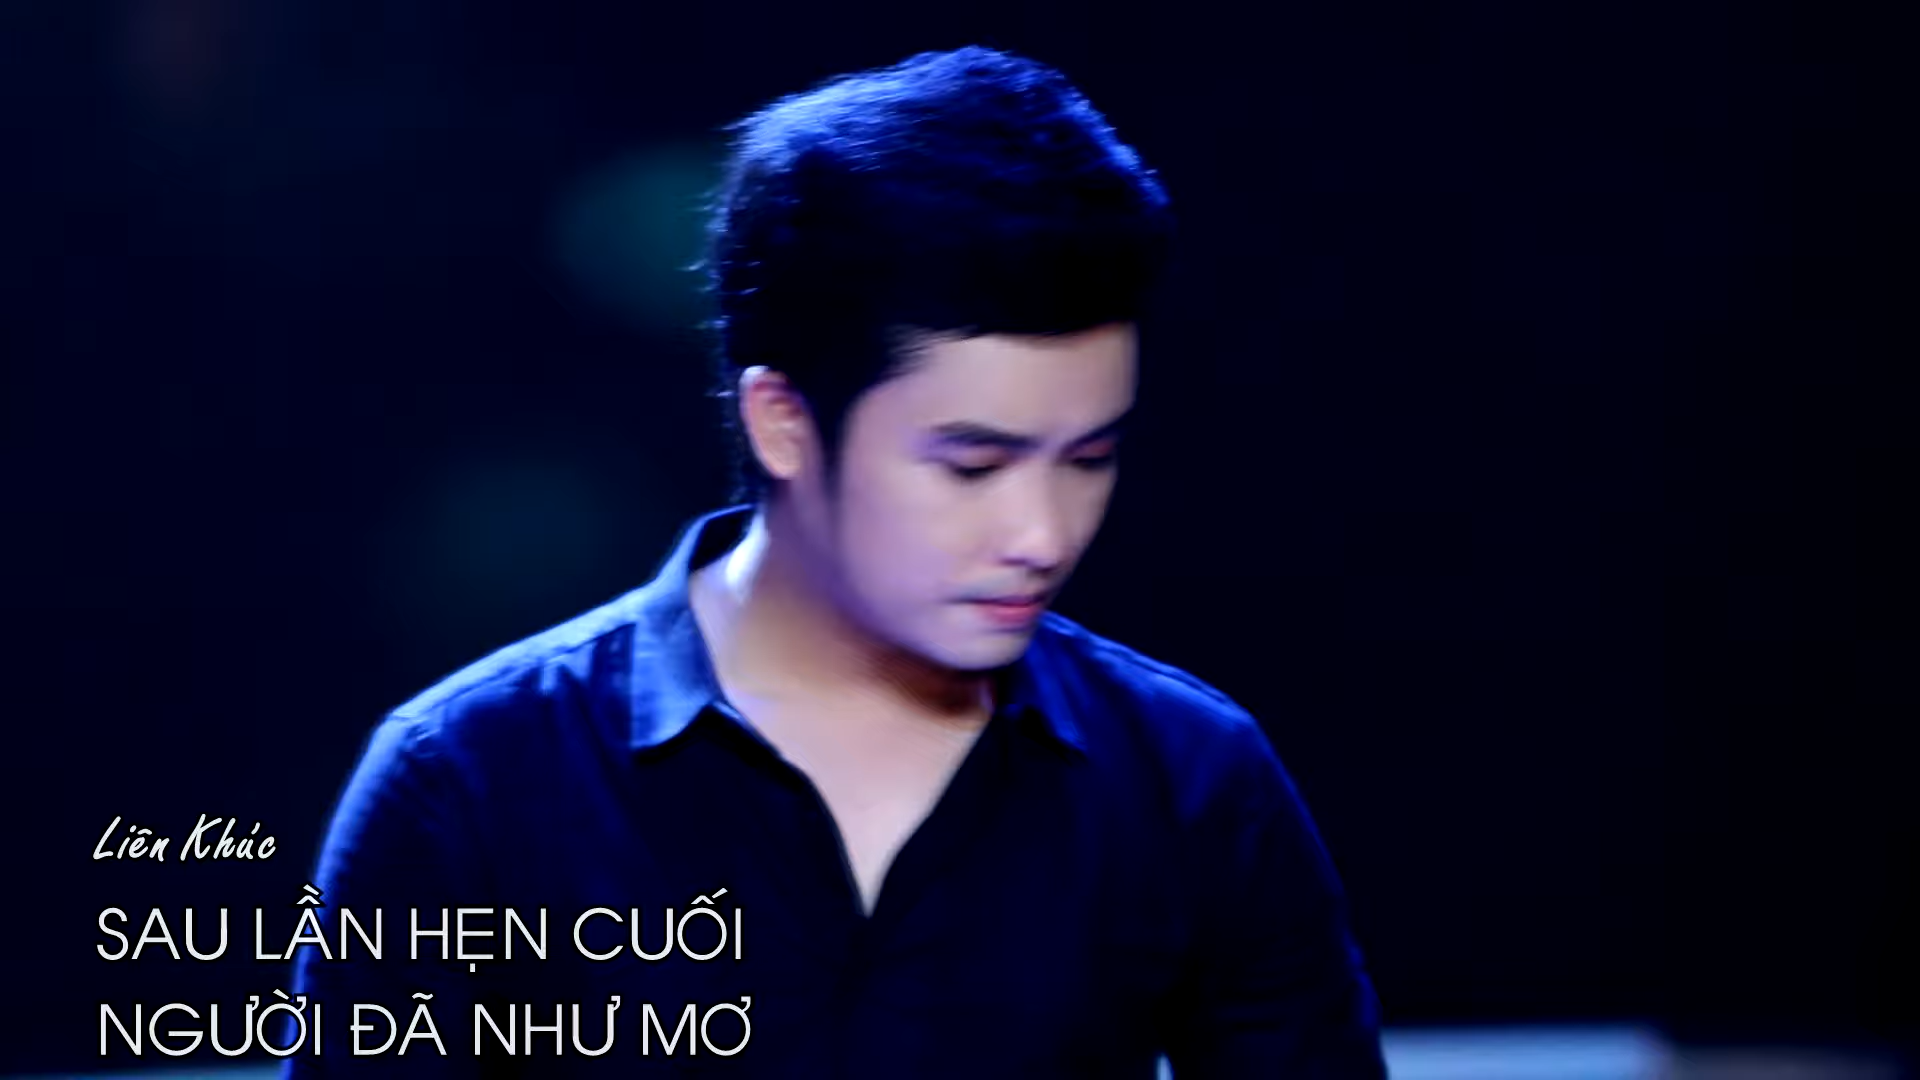 Liên Khúc
SAU LẦN HẸN CUỐI
NGƯỜI ĐÃ NHƯ MƠ